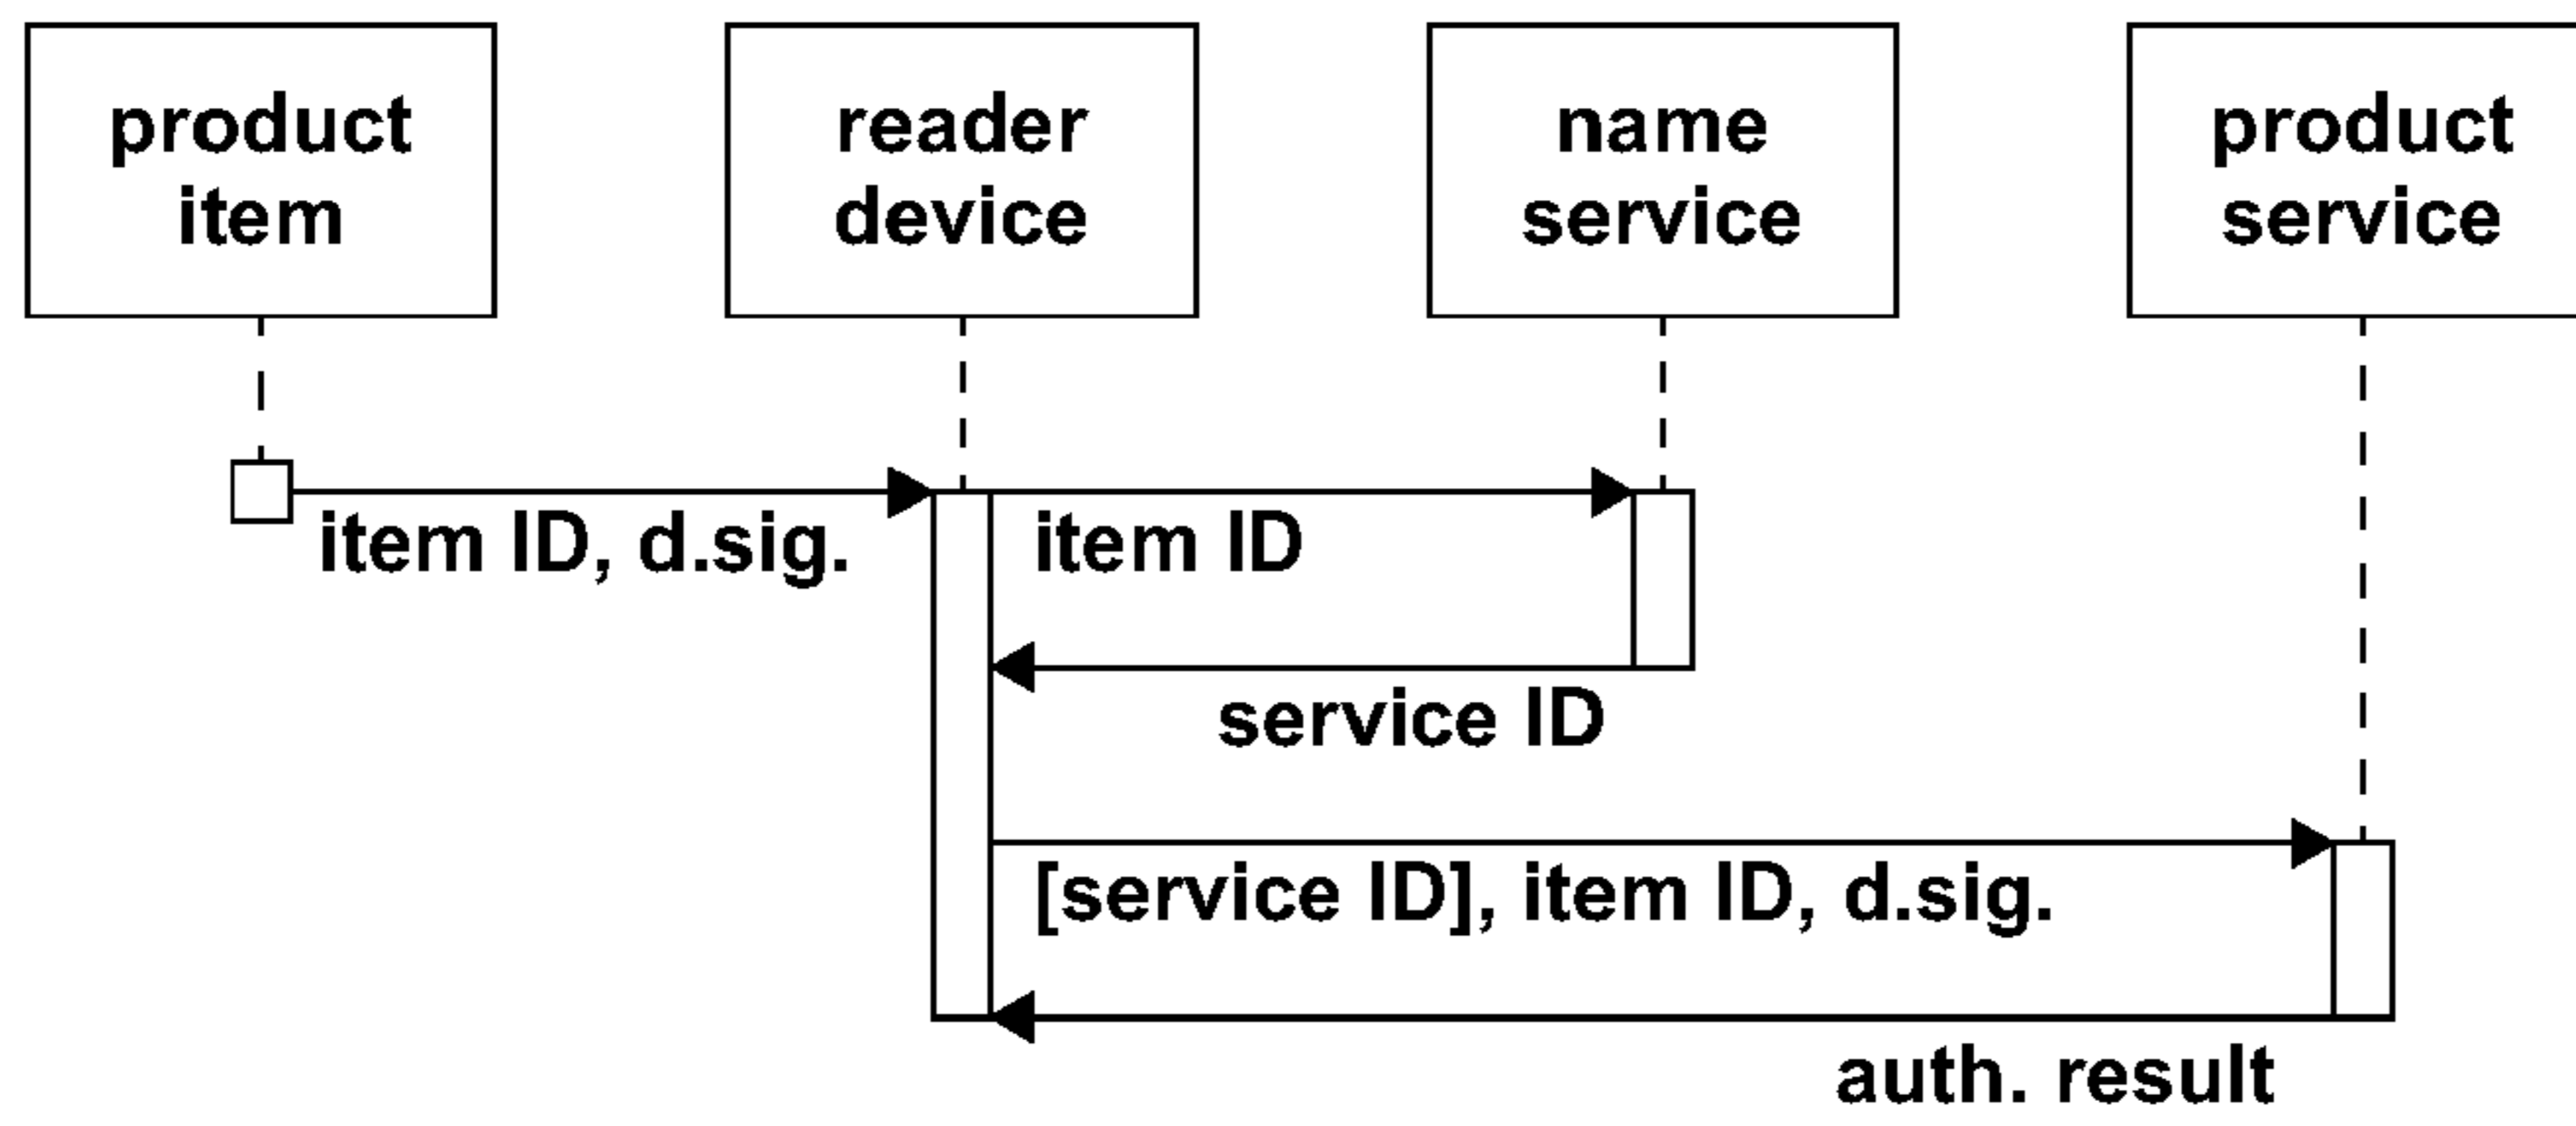 product
item
reader
device
name
service
product
service
item ID, d.sig.
item ID
service ID
[service ID], item ID, d.sig.
auth. result